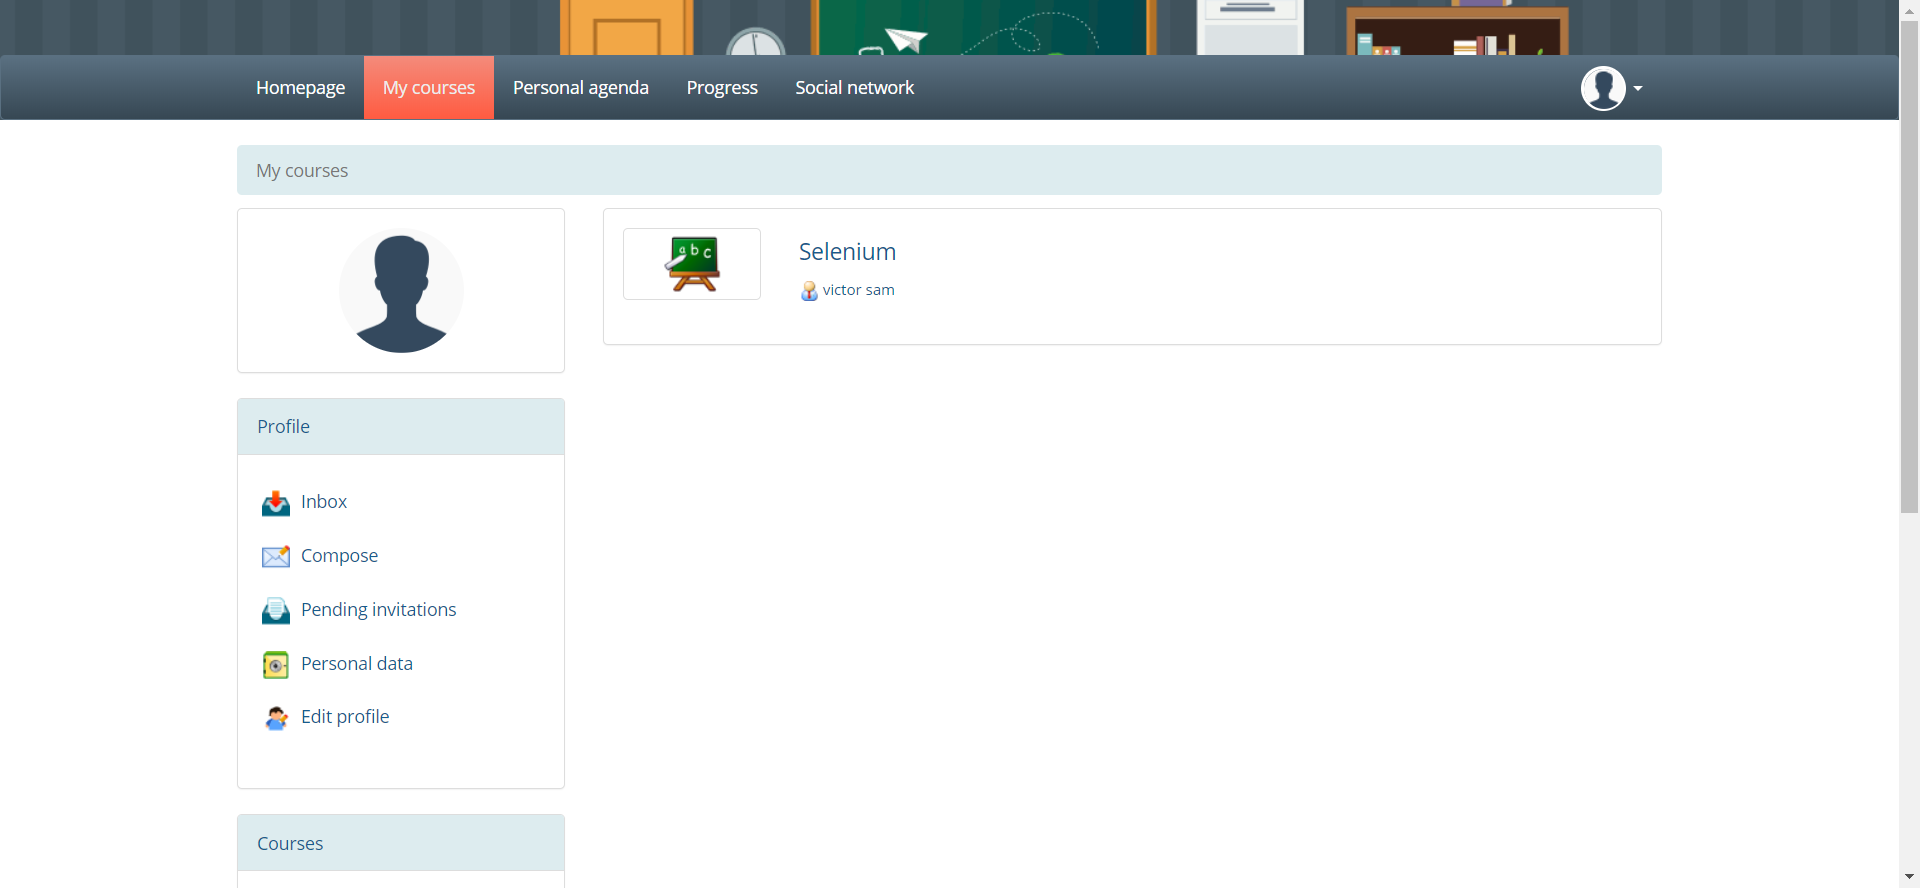 Homepage
My courses
Personal agenda
Progress
Social network
My courses
abc
Selenium
victor sam
Profile
Inbox
Compose
Pending invitations
Personal data
Edit profile
Courses